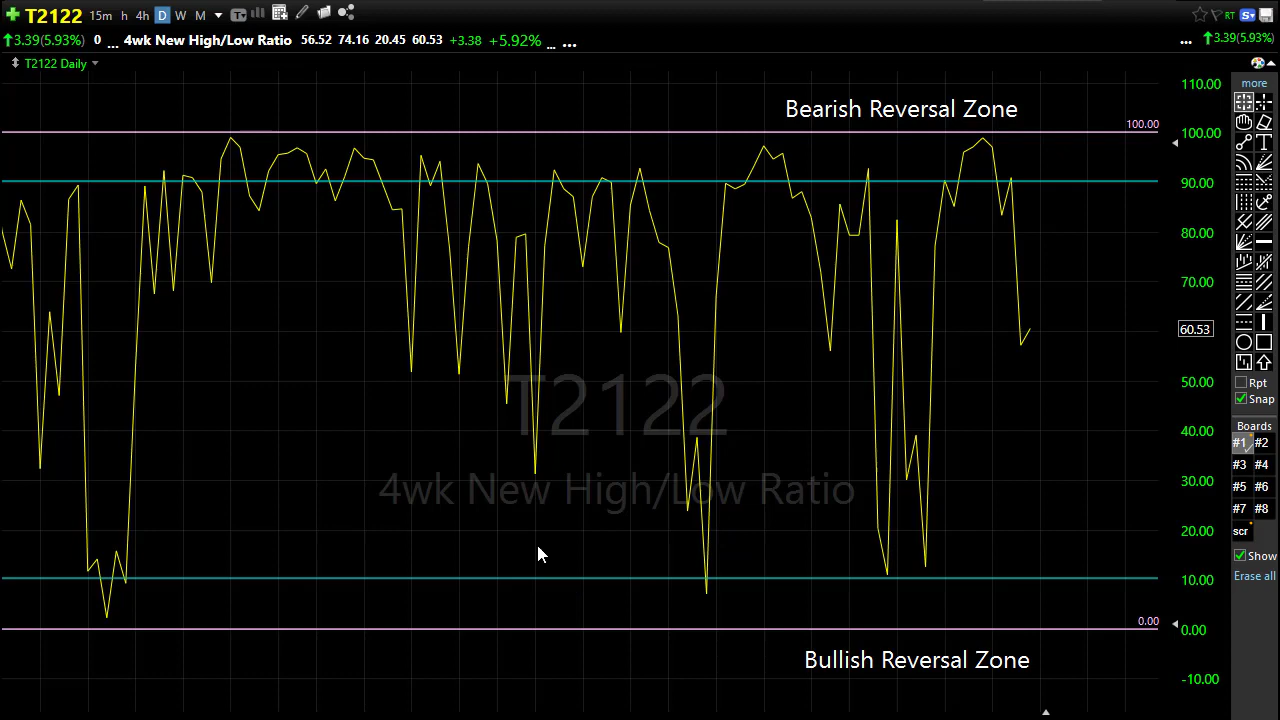 T2122 15m h 4h D W M
RT
3.39(5.93%) 0 ... 4wk New High/Low Ratio 56.52 74.16 20.45 60.53 +3.38 +5.92% ... ...
... 3.39(5.93%)
T2122 Daily
more
110.00
Bearish Reversal Zone
100.00
100.00
90.00
80.00
70.00
60.53
50.00
40.00
30.00
20.00
10.00
0.00
0.00
-10.00
T2122
4wk New High/Low Ratio
Bullish Reversal Zone
Rpt
Snap
Boards
#1 #2
#3 #4
#5 #6
#7 #8
scr
Show
Erase all